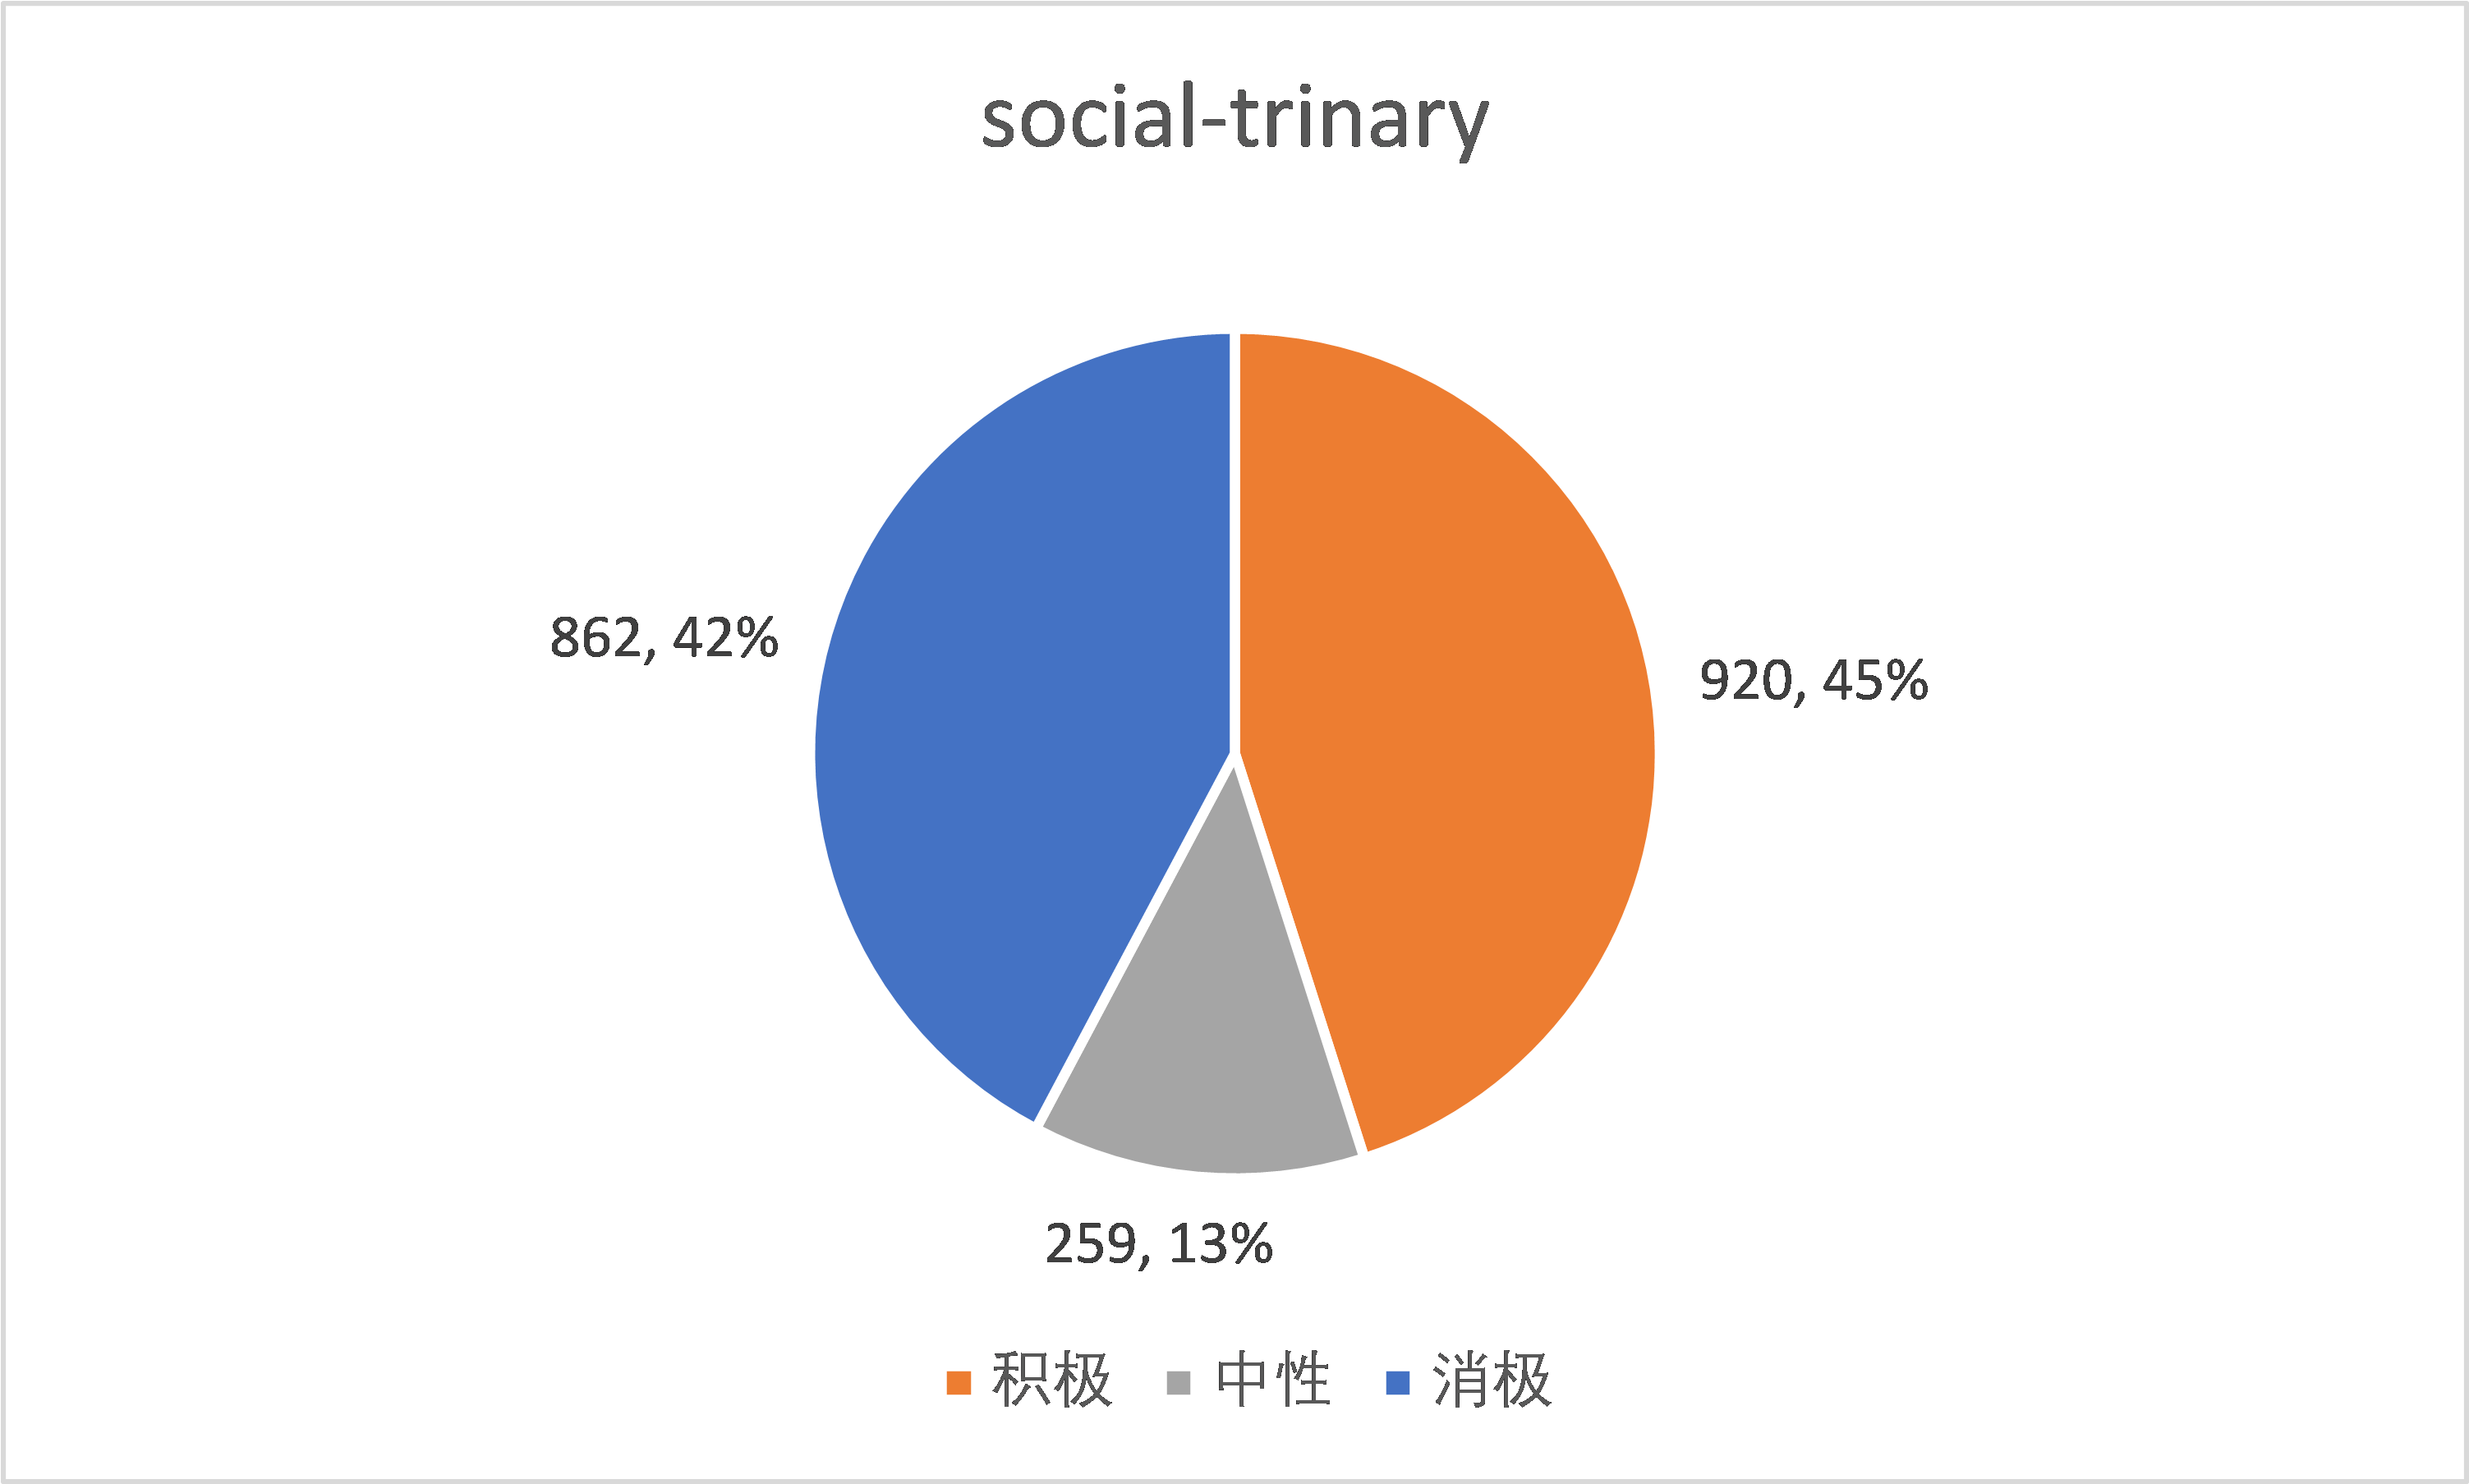 social-trinary
862, 42%
920, 45%
259, 13%
积极 中性 消极